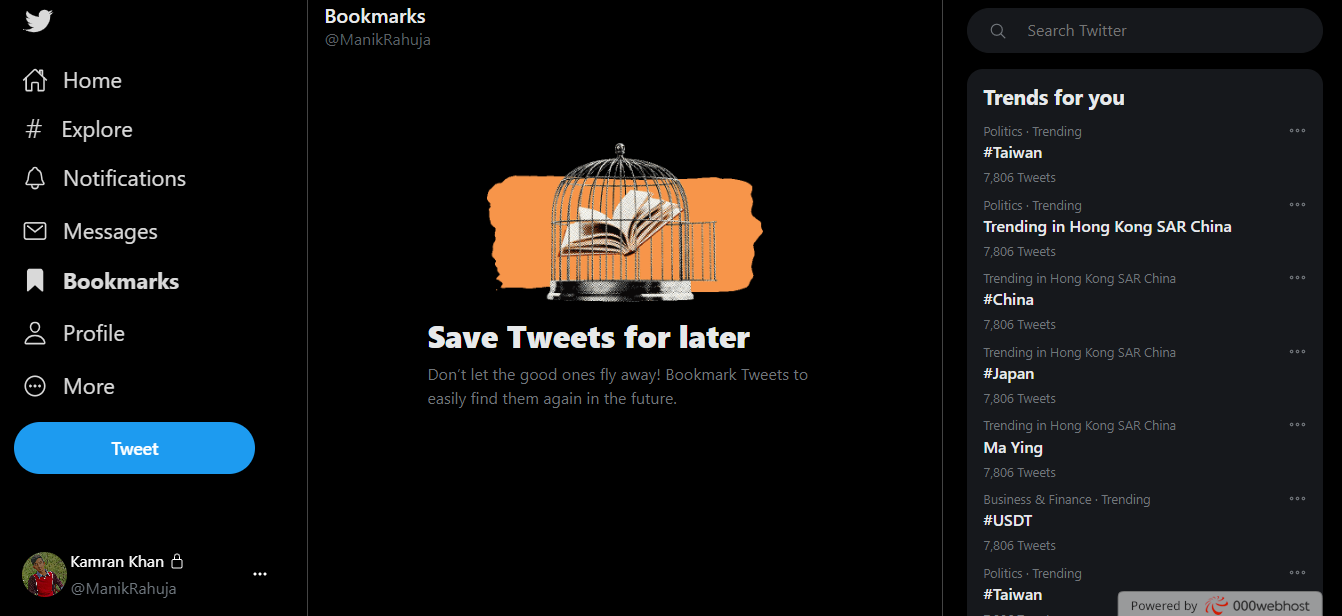 Home
Explore
Notifications
Messages
Bookmarks
Profile
More
Tweet
Kamran Khan
@ManikRahuja
Bookmarks
@ManikRahuja
Save Tweets for later
Don't let the good ones fly away! Bookmark Tweets to
easily find them again in the future.
Search Twitter
Trends for you
Politics · Trending
#Taiwan
7,806 Tweets
Politics · Trending
Trending in Hong Kong SAR China
7,806 Tweets
Trending in Hong Kong SAR China
#China
7,806 Tweets
Trending in Hong Kong SAR China
#Japan
7,806 Tweets
Trending in Hong Kong SAR China
Ma Ying
7,806 Tweets
Business & Finance · Trending
#USDT
7,806 Tweets
Politics · Trending
#Taiwan
Powered by 000webhost